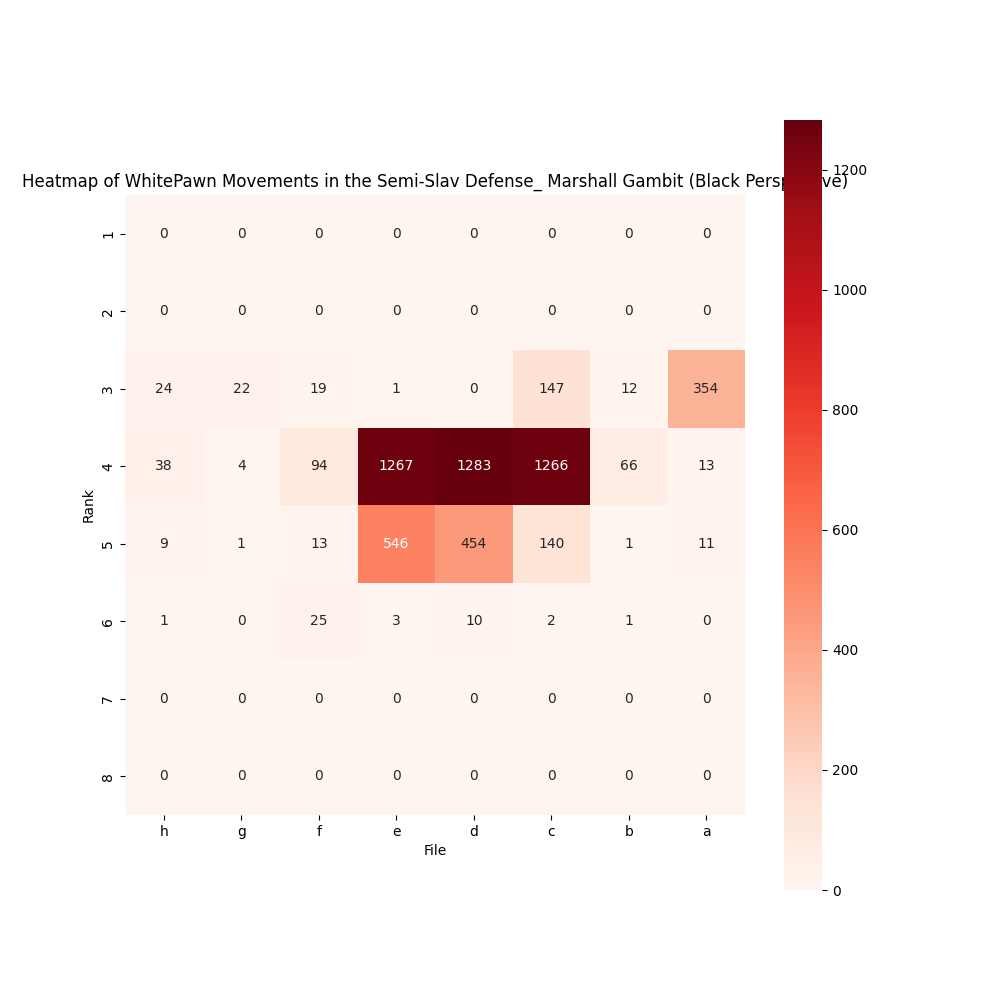 Heatmap of WhitePawn Movements in the Semi-Slav Defense_ Marshall Gambit (Black Persp ve)
1200
1 0 0 0 0 0 0 0 0
2 0 0 0 0 0 0 0 0
1000
3 24 22 19 1 0 147 12 354
800
4 38 4 94 1267 1283 1266 66 13
Rank
5 9 1 13 546 454 140 1 11
600
6 1 0 25 3 10 2 1 0
400
7 0 0 0 0 0 0 0 0
8 0 0 0 0 0 0 0 0
200
h g f e d c b a
File
0